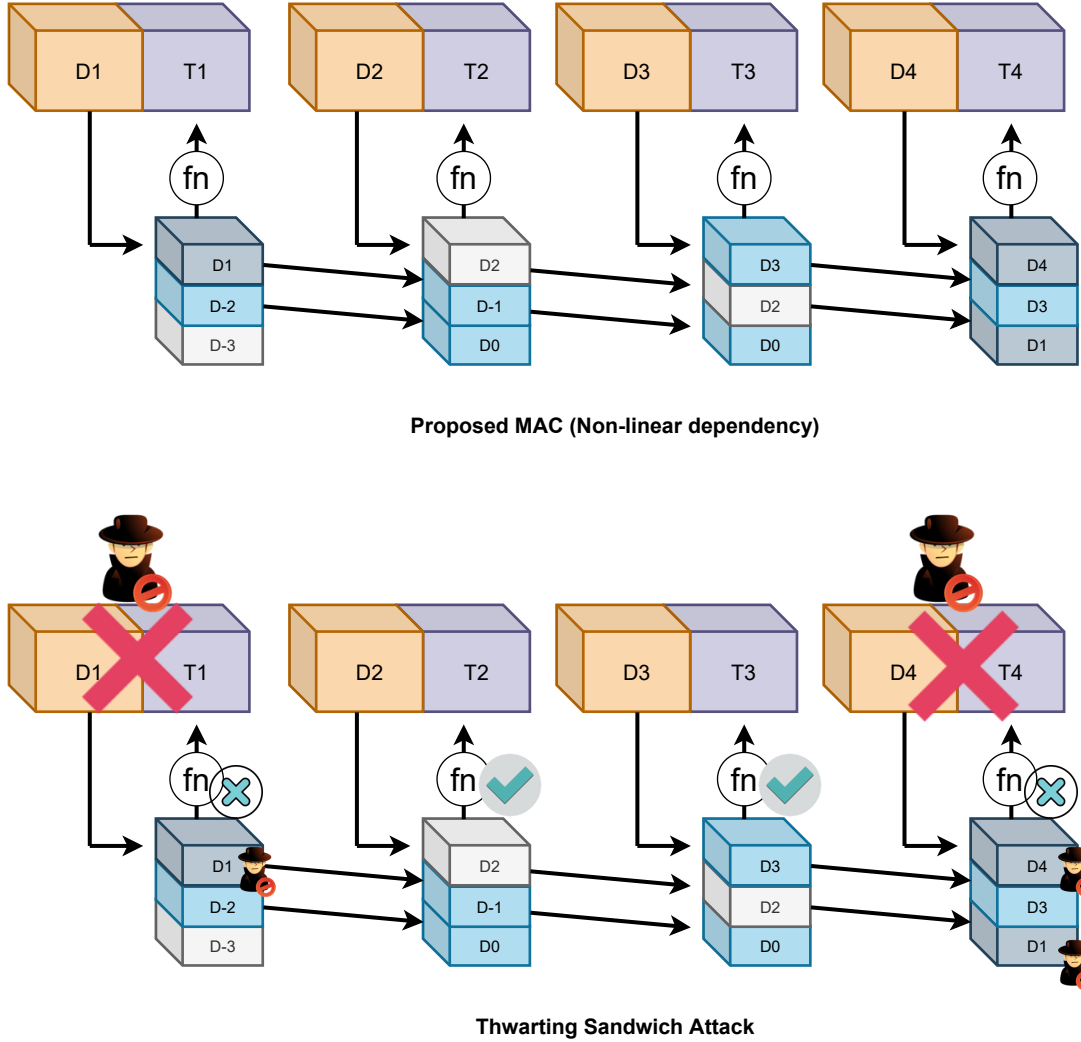 D1 T1 D2 T2 D3 T3 D4 T4
fn fn fn fn
D1 D2 D3 D4
D-2 D-1 D2 D3
D-3 D0 D0 D1
Proposed MAC (Non-linear dependency)
D1 T1 D2 T2 D3 T3 D4 T4
fn fn fn fn
D1 D2 D3 D4
D-2 D-1 D2 D3
D-3 D0 D0 D1
Thwarting Sandwich Attack